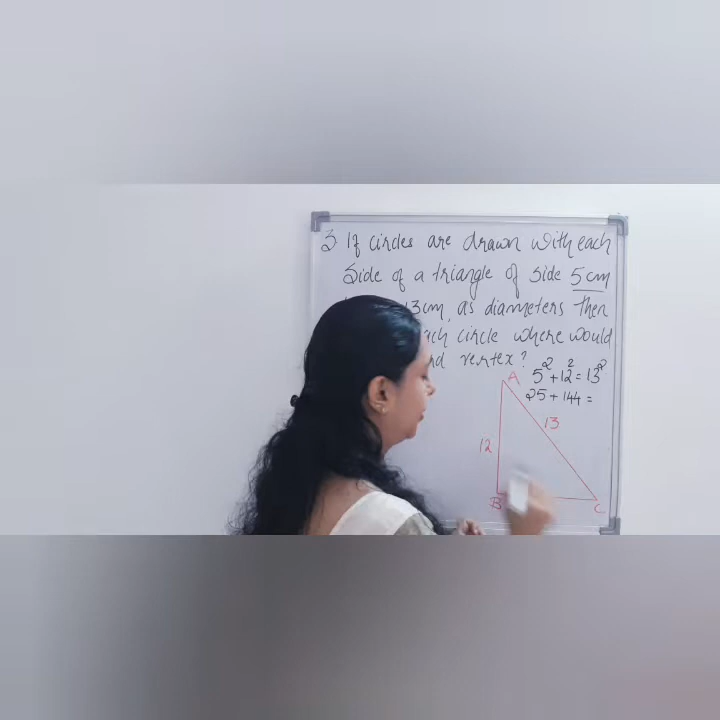 3. If circles are drawn with each
side of a triangle of side 5cm
13cm, as diameters then
each circle where would
vertex?
5² + 12² = 13²
25 + 144 =
A
13
12
B
C